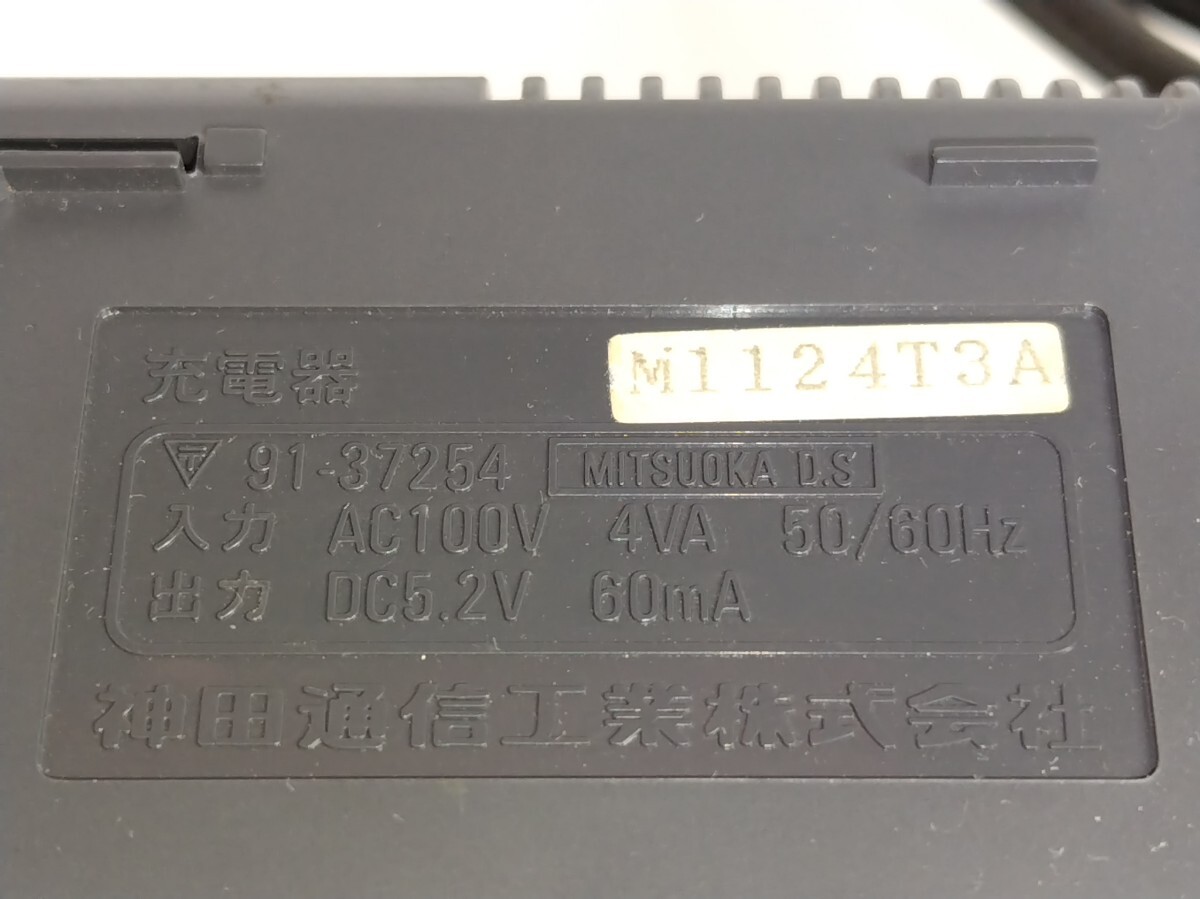 充電器 M1124T3A
〒 91-37254 MITSUOKA D.S
入力 AC100V 4VA 50/60Hz
出力 DC5.2V 60mA
神田通信工業株式会社